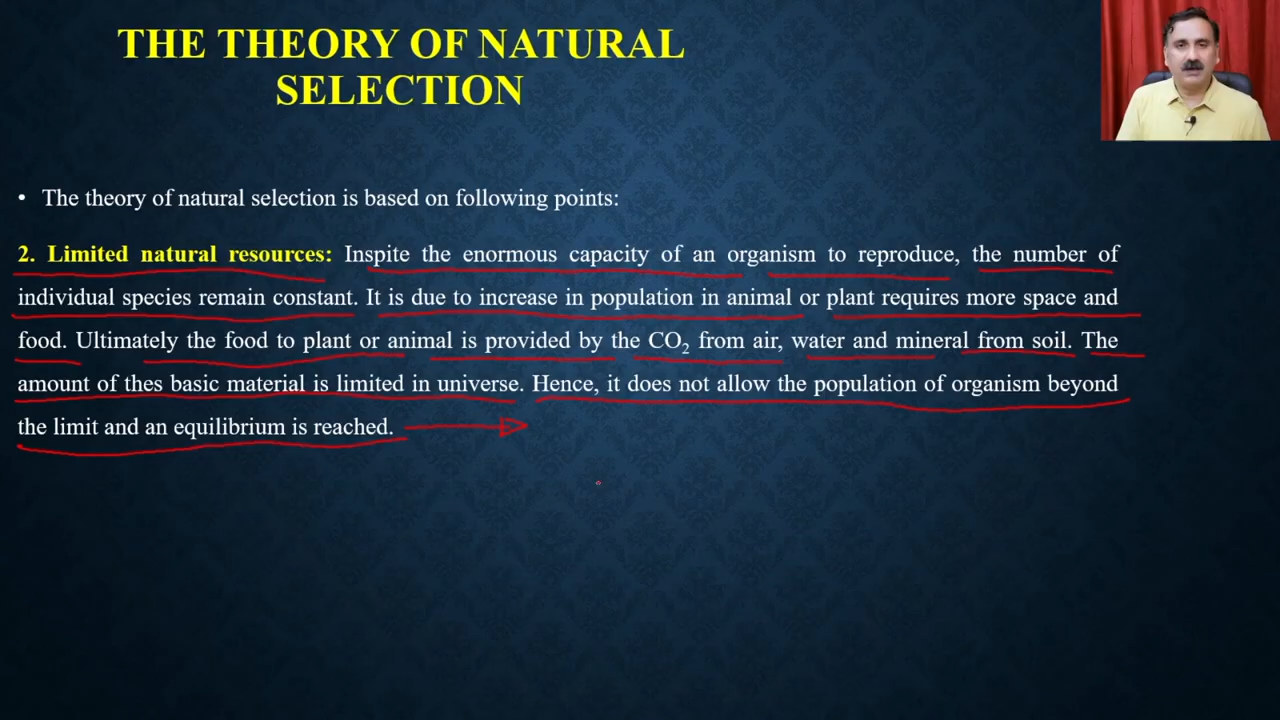 THE THEORY OF NATURAL
SELECTION
• The theory of natural selection is based on following points:
2. Limited natural resources: Inspite the enormous capacity of an organism to reproduce, the number of
individual species remain constant. It is due to increase in population in animal or plant requires more space and
food. Ultimately the food to plant or animal is provided by the CO₂ from air, water and mineral from soil. The
amount of thes basic material is limited in universe. Hence, it does not allow the population of organism beyond
the limit and an equilibrium is reached.